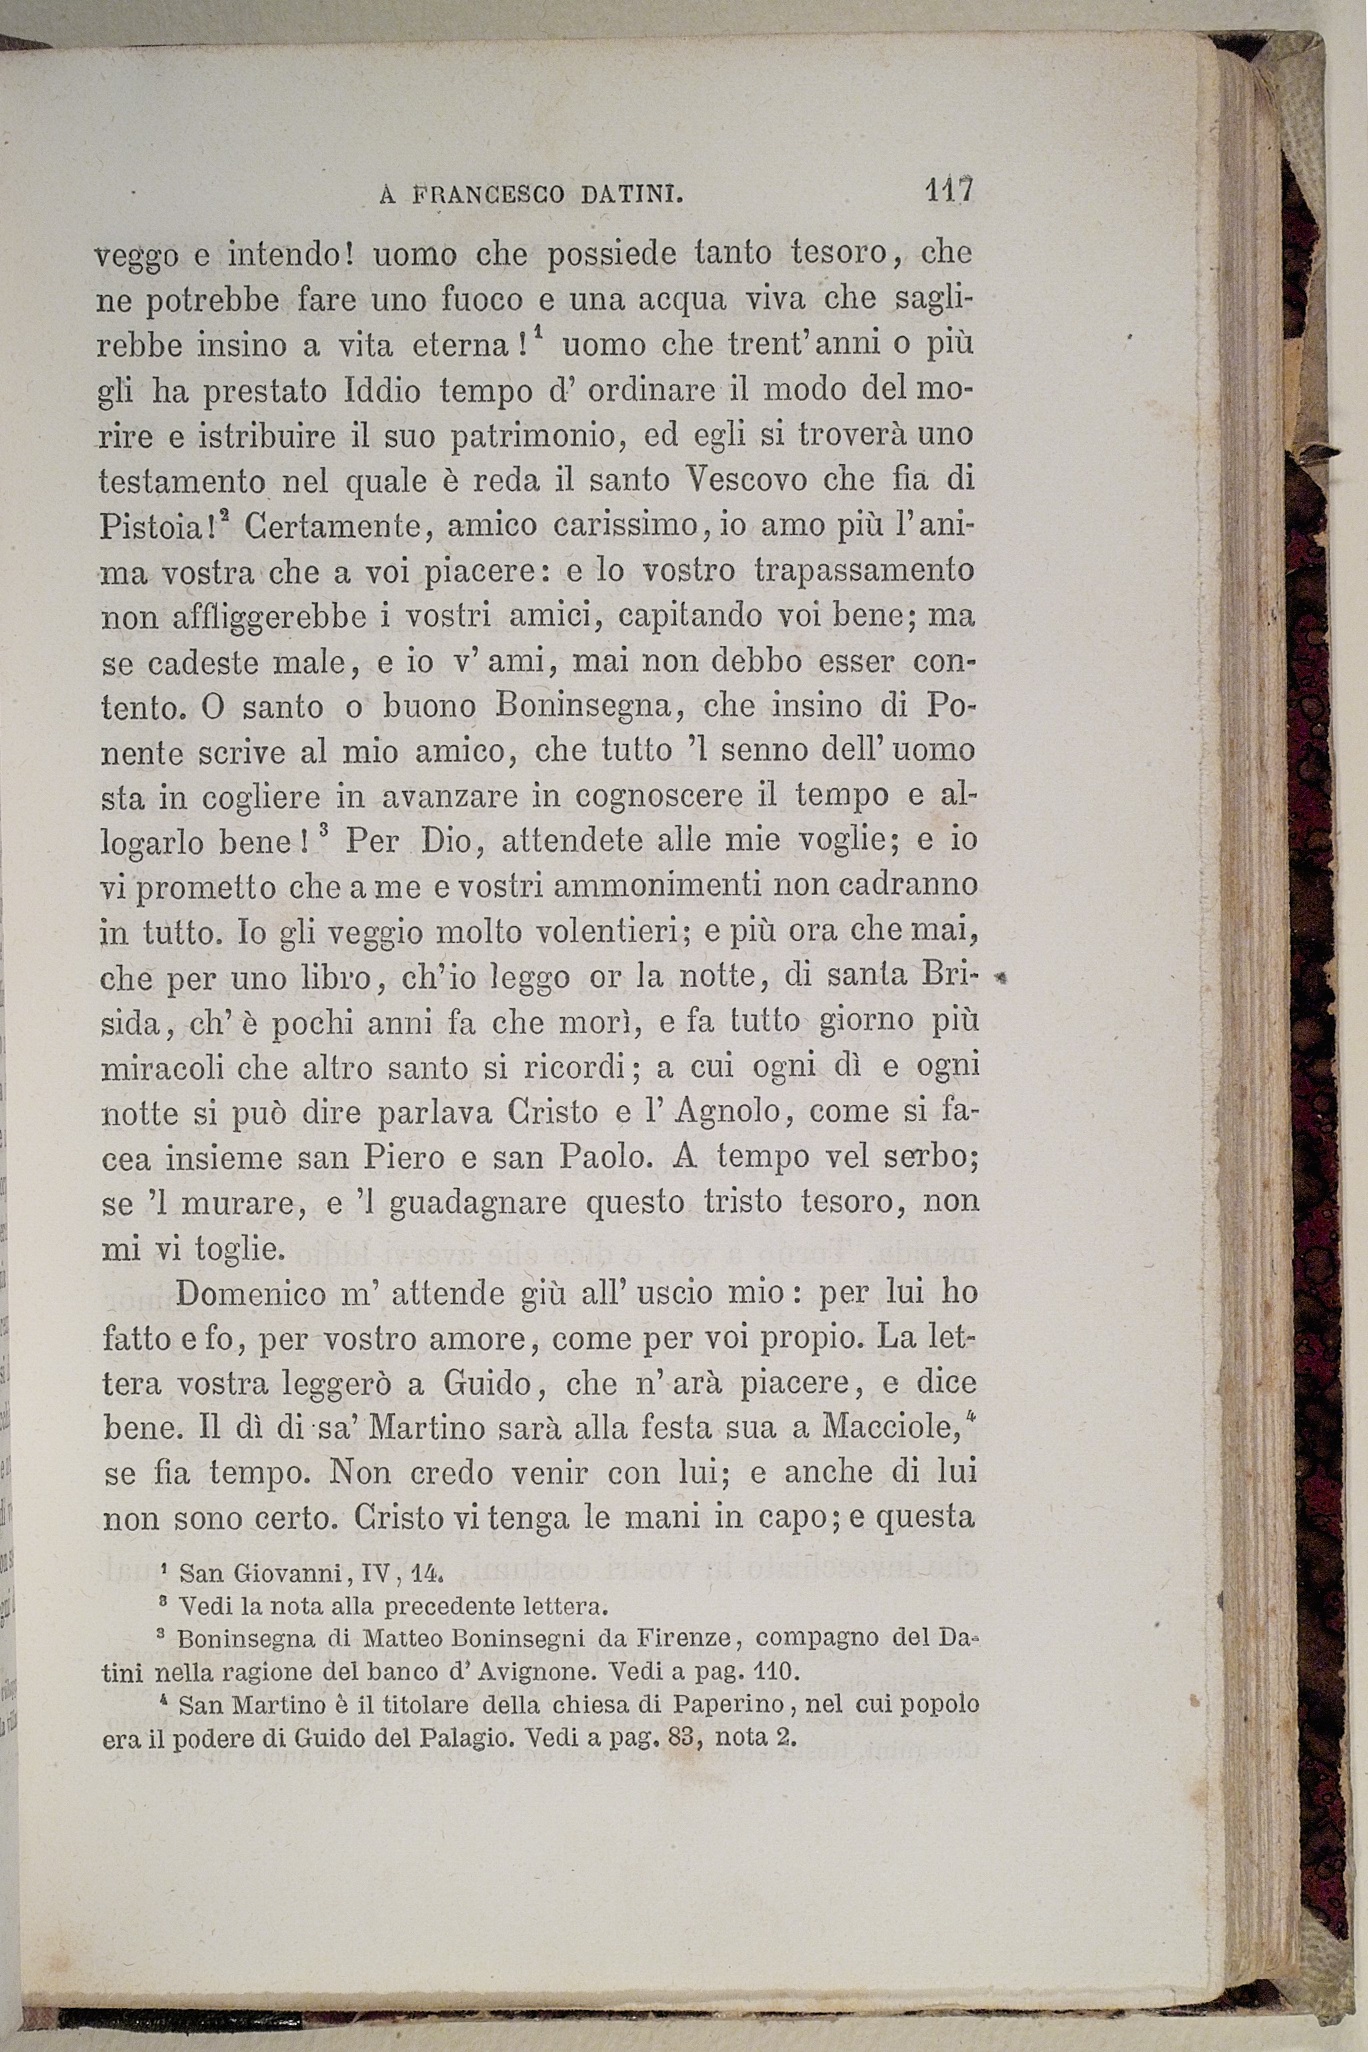 A FRANCESCO DATINI. 117
veggo e intendo! uomo che possiede tanto tesoro, che
ne potrebbe fare uno fuoco e una acqua viva che sagli-
rebbe insino a vita eterna!¹ uomo che trent'anni o più
gli ha prestato Iddio tempo d' ordinare il modo del mo-
rire e istribuire il suo patrimonio, ed egli si troverà uno
testamento nel quale è reda il santo Vescovo che fia di
Pistoia!² Certamente, amico carissimo, io amo più l'ani-
ma vostra che a voi piacere: e lo vostro trapassamento
non affliggerebbe i vostri amici, capitando voi bene; ma
se cadeste male, e io v' ami, mai non debbo esser con-
tento. O santo o buono Boninsegna, che insino di Po-
nente scrive al mio amico, che tutto 'l senno dell' uomo
sta in cogliere in avanzare in cognoscere il tempo e al-
logarlo bene!³ Per Dio, attendete alle mie voglie; e io
vi prometto che a me e vostri ammonimenti non cadranno
in tutto. Io gli veggio molto volentieri; e più ora che mai,
che per uno libro, ch'io leggo or la notte, di santa Bri-
sida, ch' è pochi anni fa che morì, e fa tutto giorno più
miracoli che altro santo si ricordi; a cui ogni dì e ogni
notte si può dire parlava Cristo e l' Agnolo, come si fa-
cea insieme san Piero e san Paolo. A tempo vel serbo;
se 'l murare, e 'l guadagnare questo tristo tesoro, non
mi vi toglie.
Domenico m' attende giù all' uscio mio: per lui ho
fatto e fo, per vostro amore, come per voi propio. La let-
tera vostra leggerò a Guido, che n' arà piacere, e dice
bene. Il dì di sa' Martino sarà alla festa sua a Macciole,⁴
se fia tempo. Non credo venir con lui; e anche di lui
non sono certo. Cristo vi tenga le mani in capo; e questa
¹ San Giovanni, IV, 14.
² Vedi la nota alla precedente lettera.
³ Boninsegna di Matteo Boninsegni da Firenze, compagno del Da-
tini nella ragione del banco d' Avignone. Vedi a pag. 110.
⁴ San Martino è il titolare della chiesa di Paperino, nel cui popolo
era il podere di Guido del Palagio. Vedi a pag. 83, nota 2.